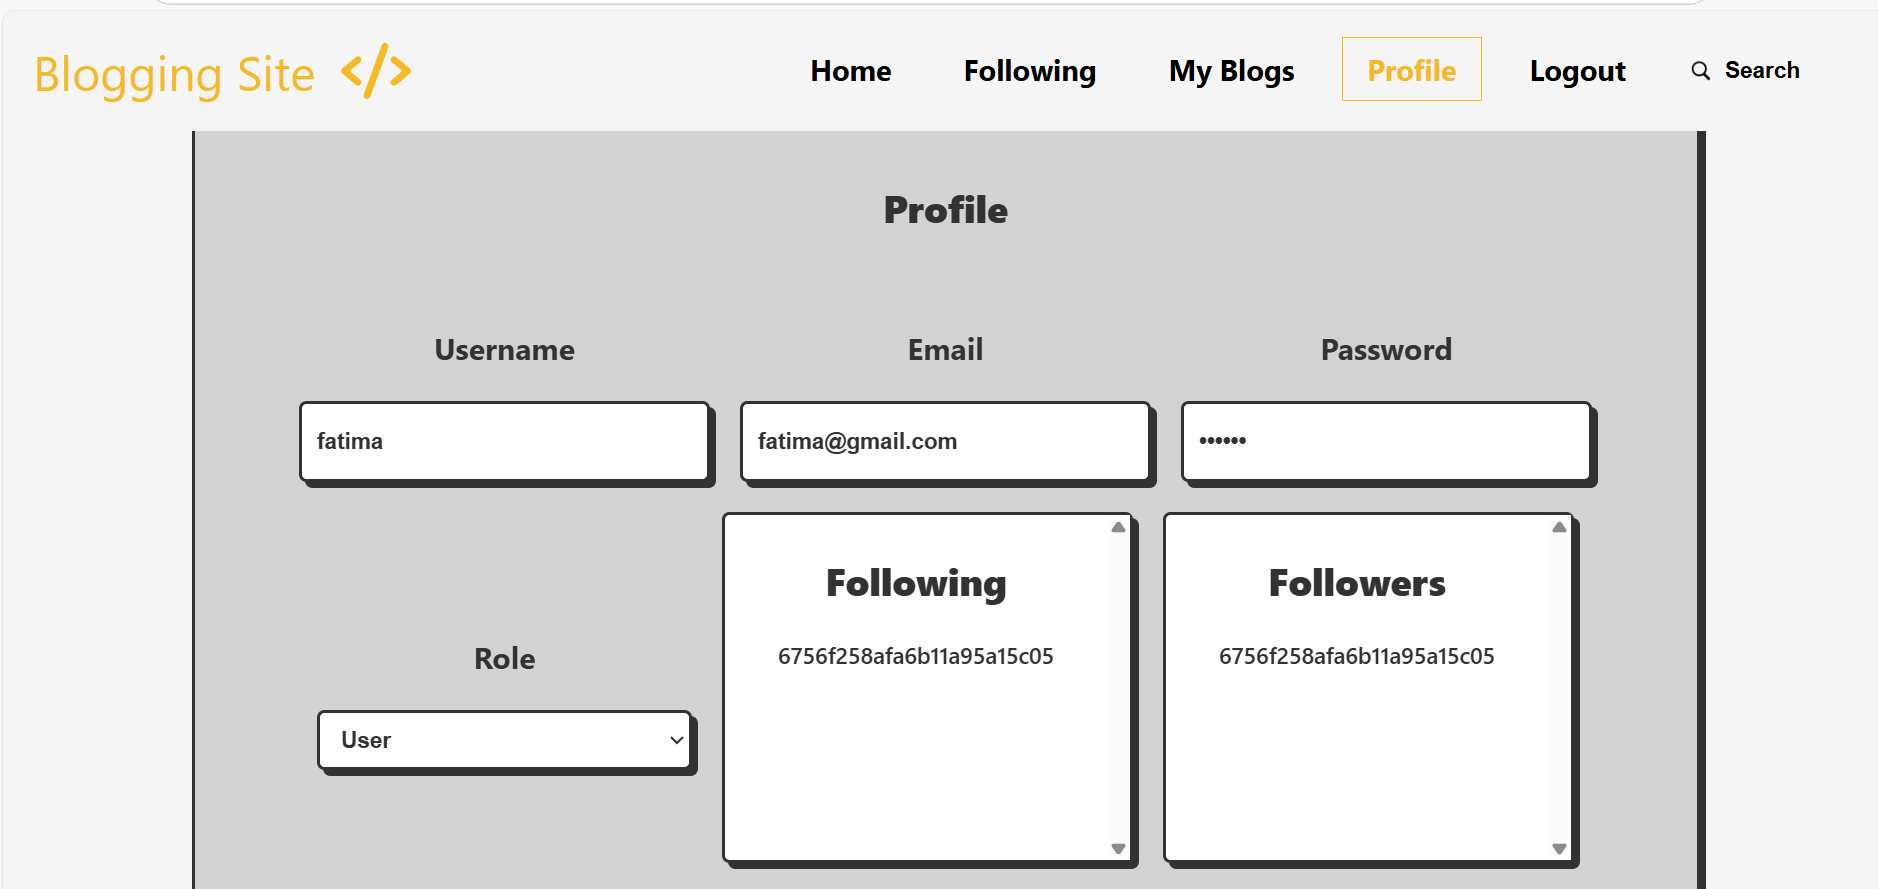 Blogging Site </>
Home Following My Blogs Profile Logout Search
Profile
Username Email Password
fatima fatima@gmail.com ••••••
Following Followers
6756f258afa6b11a95a15c05 6756f258afa6b11a95a15c05
Role
User